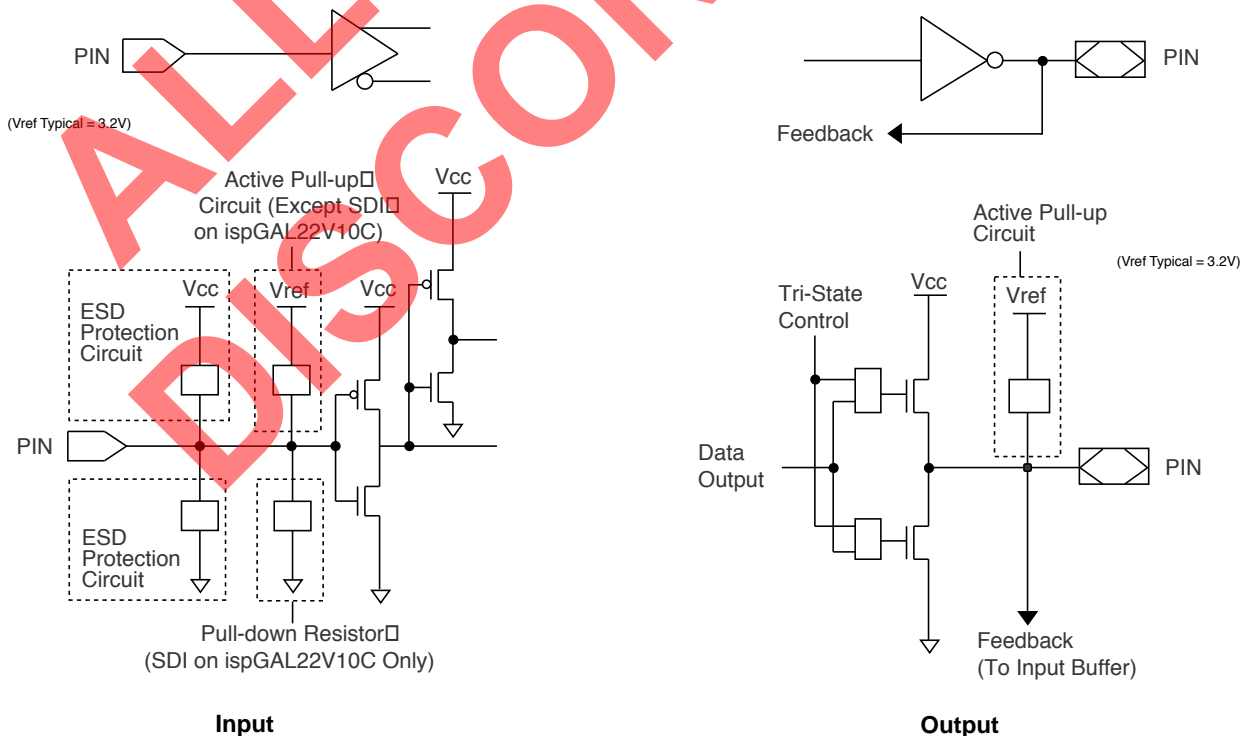 PIN
(Vref Typical = 3.2V)
Active Pull-up□
Circuit (Except SDI□
on ispGAL22V10C)
Vcc
Vcc
Vref
Vcc
ESD
Protection
Circuit
PIN
ESD
Protection
Circuit
Pull-down Resistor□
(SDI on ispGAL22V10C Only)
Input
PIN
Feedback
Active Pull-up
Circuit
(Vref Typical = 3.2V)
Tri-State
Control
Vcc
Vref
Data
Output
PIN
Feedback
(To Input Buffer)
Output
ALL
DISCON